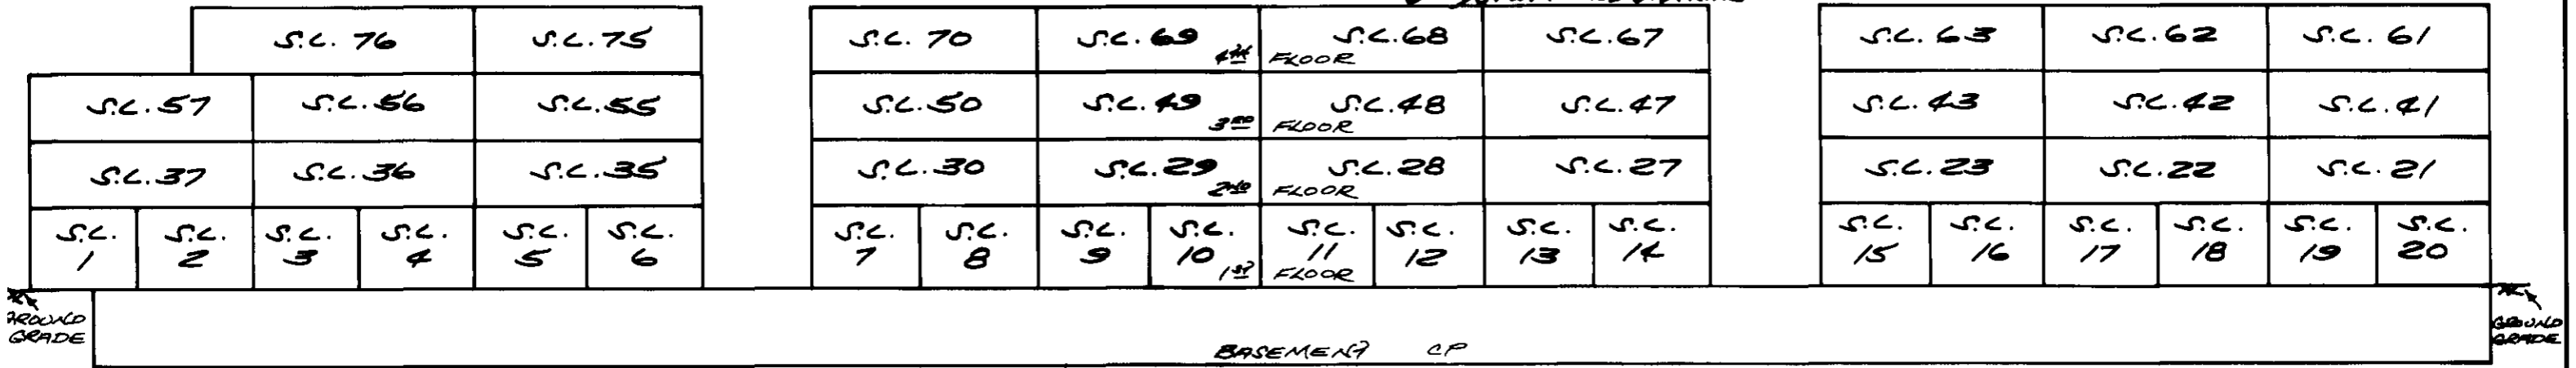 S.C. 76 S.C. 75 S.C. 70 S.C. 69 4TH FLOOR S.C. 68 S.C. 67 S.C. 63 S.C. 62 S.C. 61
S.C. 57 S.C. 56 S.C. 55 S.C. 50 S.C. 49 3RD FLOOR S.C. 48 S.C. 47 S.C. 43 S.C. 42 S.C. 41
S.C. 37 S.C. 36 S.C. 35 S.C. 30 S.C. 29 2ND FLOOR S.C. 28 S.C. 27 S.C. 23 S.C. 22 S.C. 21
S.C. S.C. S.C. S.C. S.C. S.C. S.C. S.C. S.C. S.C. S.C. S.C. S.C. S.C. S.C. S.C. S.C. S.C. S.C. S.C.
1 2 3 4 5 6 7 8 9 10 1ST 11 12 13 14 15 16 17 18 19 20
FLOOR
GROUND
GRADE
GROUND
GRADE
BASEMENT CP